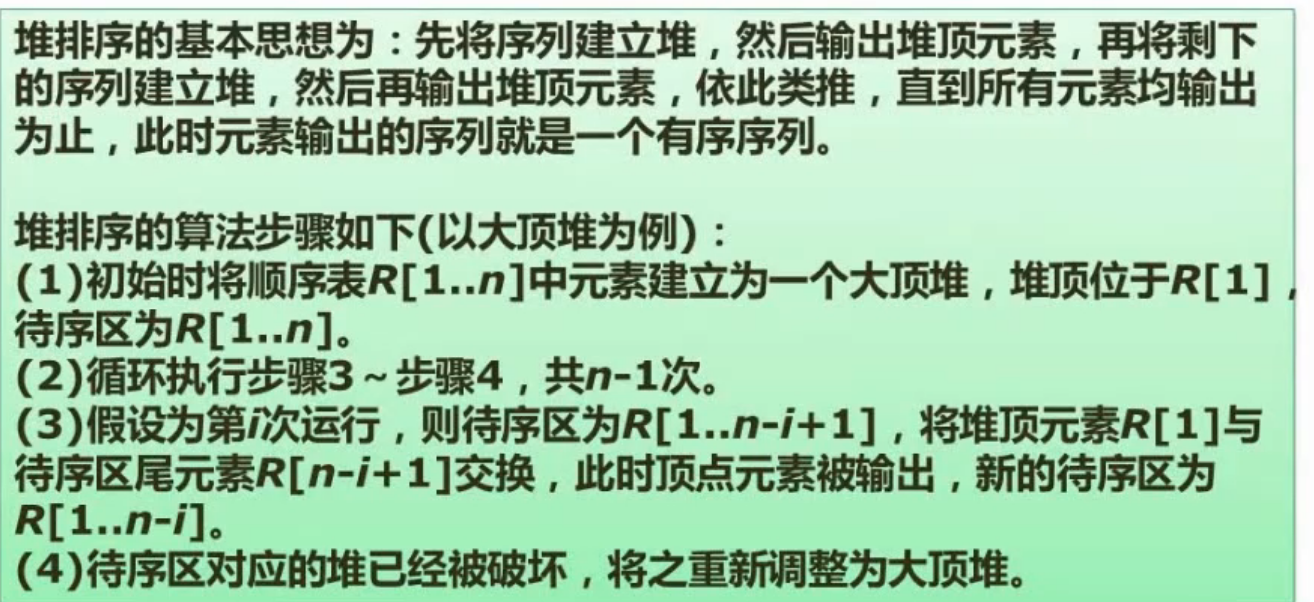 堆排序的基本思想为：先将序列建立堆，然后输出堆顶元素，再将剩下
的序列建立堆，然后再输出堆顶元素，依此类推，直到所有元素均输出
为止，此时元素输出的序列就是一个有序序列。
堆排序的算法步骤如下(以大顶堆为例)：
(1)初始时将顺序表R[1..n]中元素建立为一个大顶堆，堆顶位于R[1]，
待序区为R[1..n]。
(2)循环执行步骤3～步骤4，共n-1次。
(3)假设为第i次运行，则待序区为R[1..n-i+1]，将堆顶元素R[1]与
待序区尾元素R[n-i+1]交换，此时顶点元素被输出，新的待序区为
R[1..n-i]。
(4)待序区对应的堆已经被破坏，将之重新调整为大顶堆。